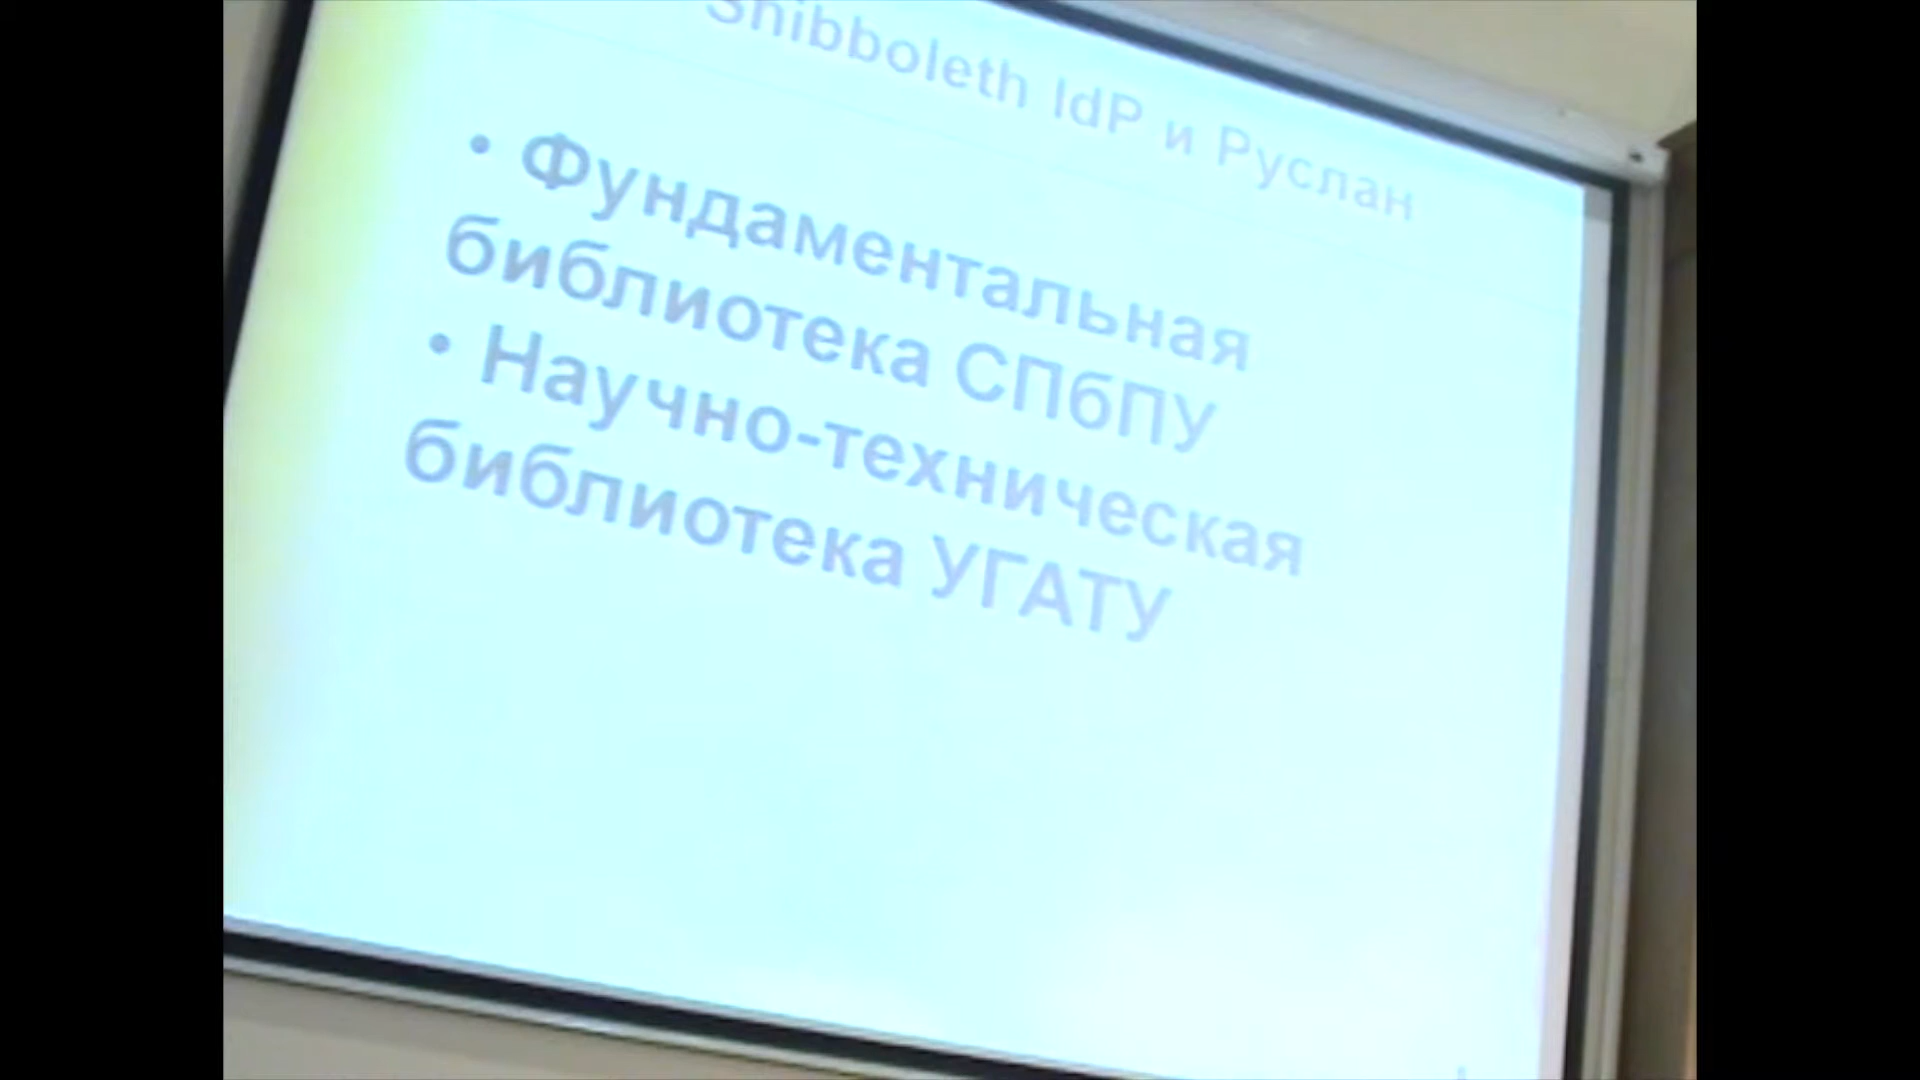 Shibboleth IdP и Руслан
• Фундаментальная
библиотека СПбПУ
• Научно-техническая
библиотека УГАТУ